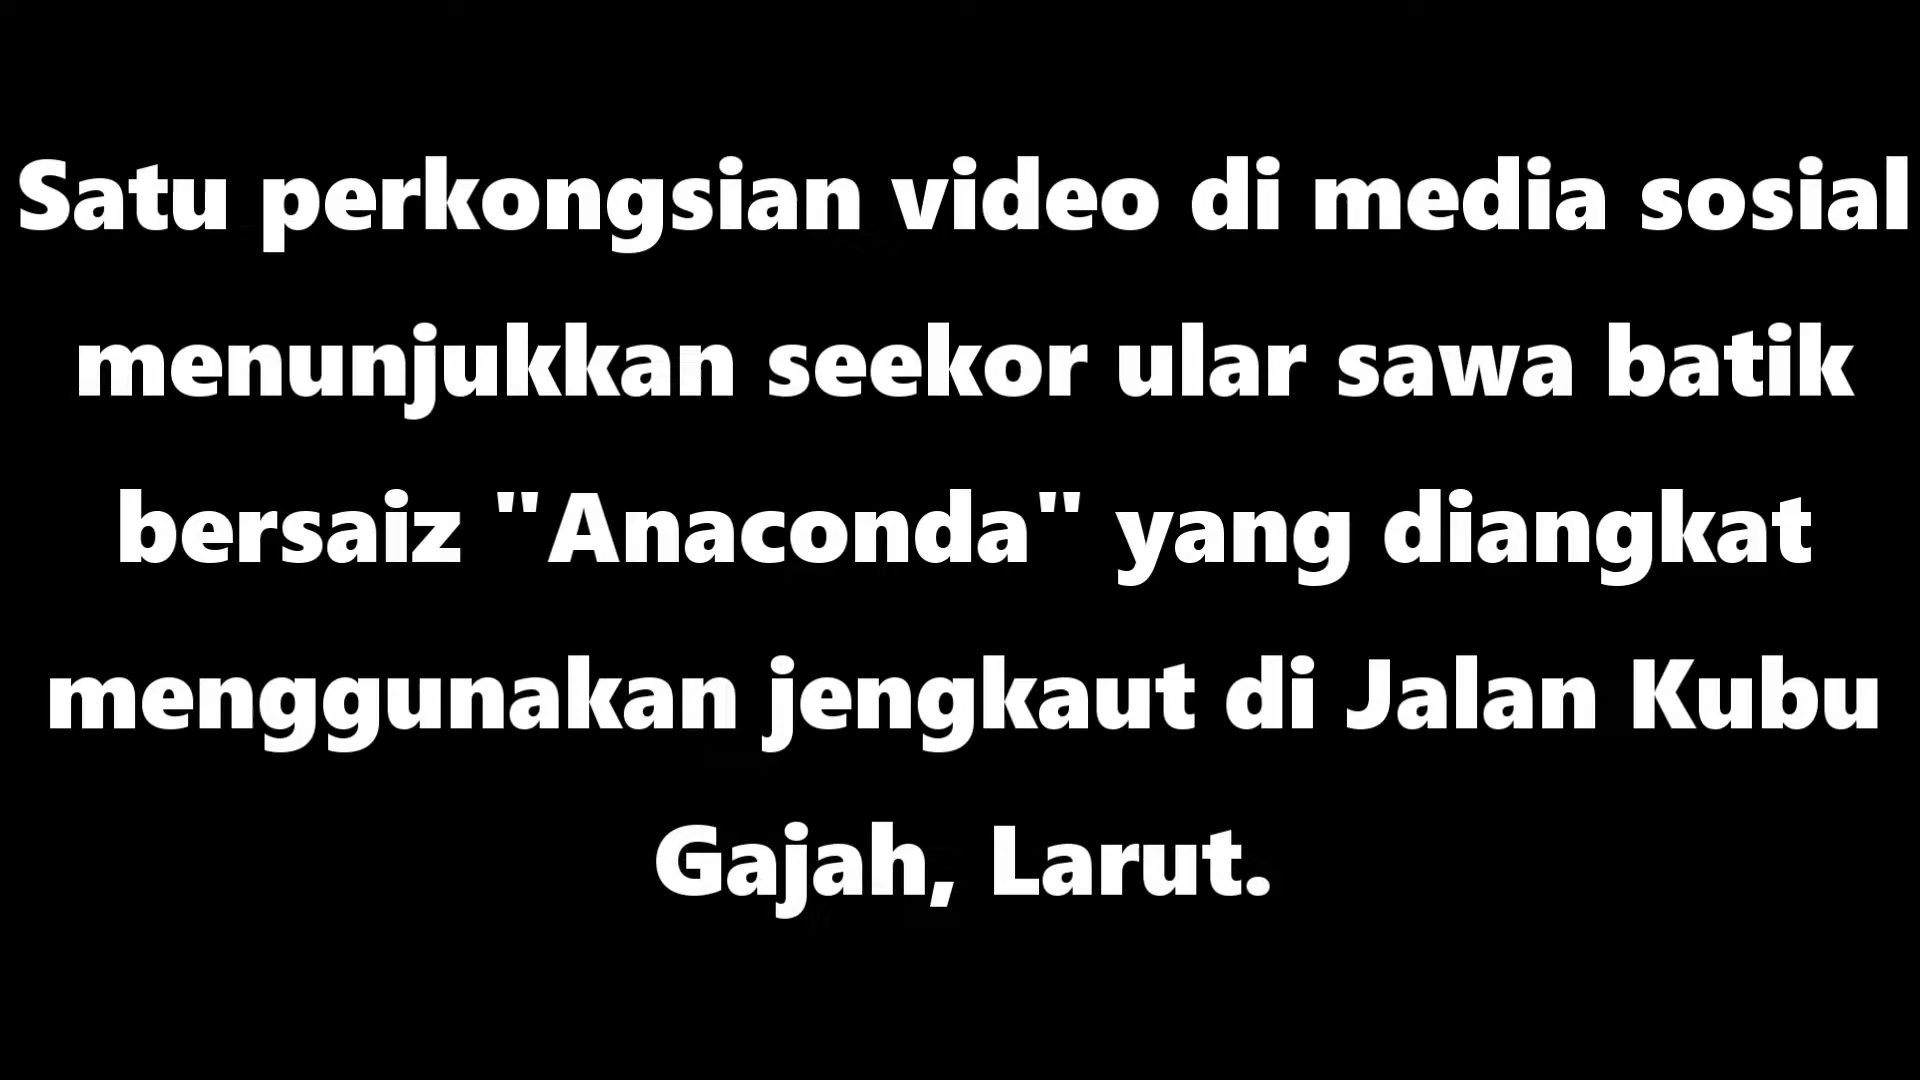 Satu perkongsian video di media sosial
menunjukkan seekor ular sawa batik
bersaiz "Anaconda" yang diangkat
menggunakan jengkaut di Jalan Kubu
Gajah, Larut.